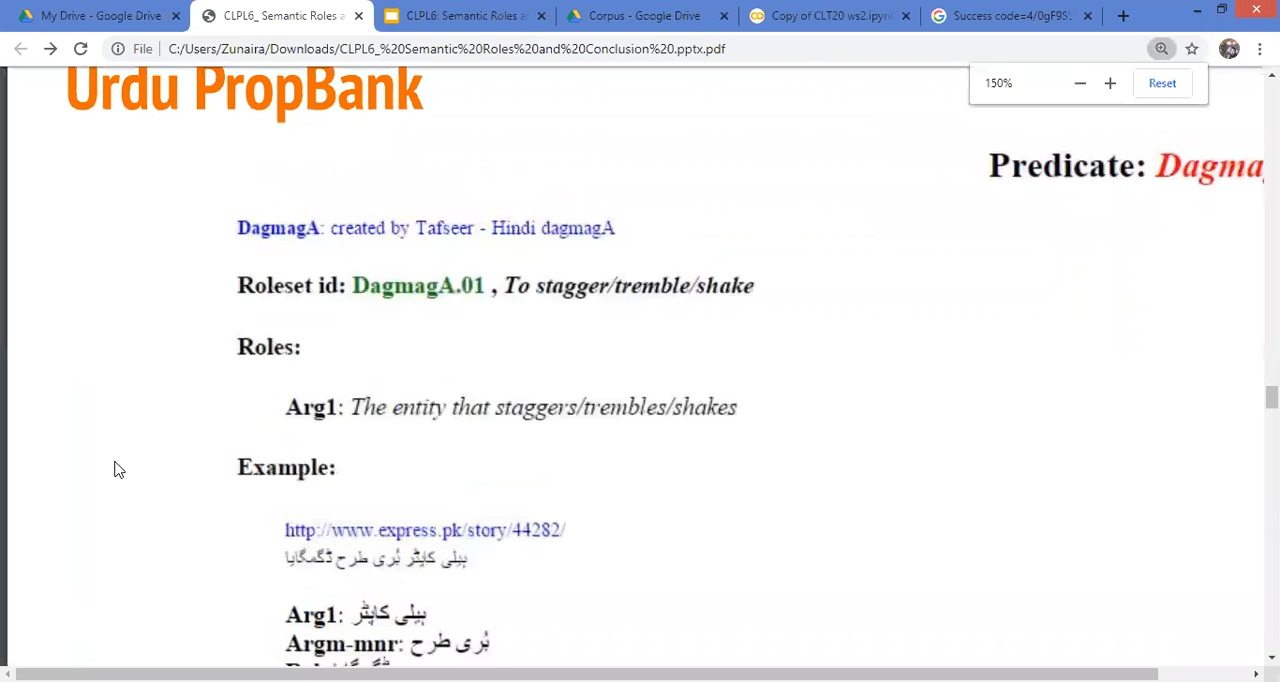 My Drive - Google Drive
CLPL6_ Semantic Roles a
CLPL6: Semantic Roles a
Corpus - Google Drive
Copy of CLT20 ws2.ipynb
Success code=4/0gF9SU
File
C:/Users/Zunaira/Downloads/CLPL6_%20Semantic%20Roles%20and%20Conclusion%20.pptx.pdf
150%
Reset
Urdu PropBank
Predicate: Dagma
DagmagA: created by Tafseer - Hindi dagmagA
Roleset id: DagmagA.01 , To stagger/tremble/shake
Roles:
Arg1: The entity that staggers/trembles/shakes
Example:
http://www.express.pk/story/44282/
ہیلی کاپٹر بُری طرح ڈگمگایا
Arg1: ہیلی کاپٹر
Argm-mnr: بُری طرح